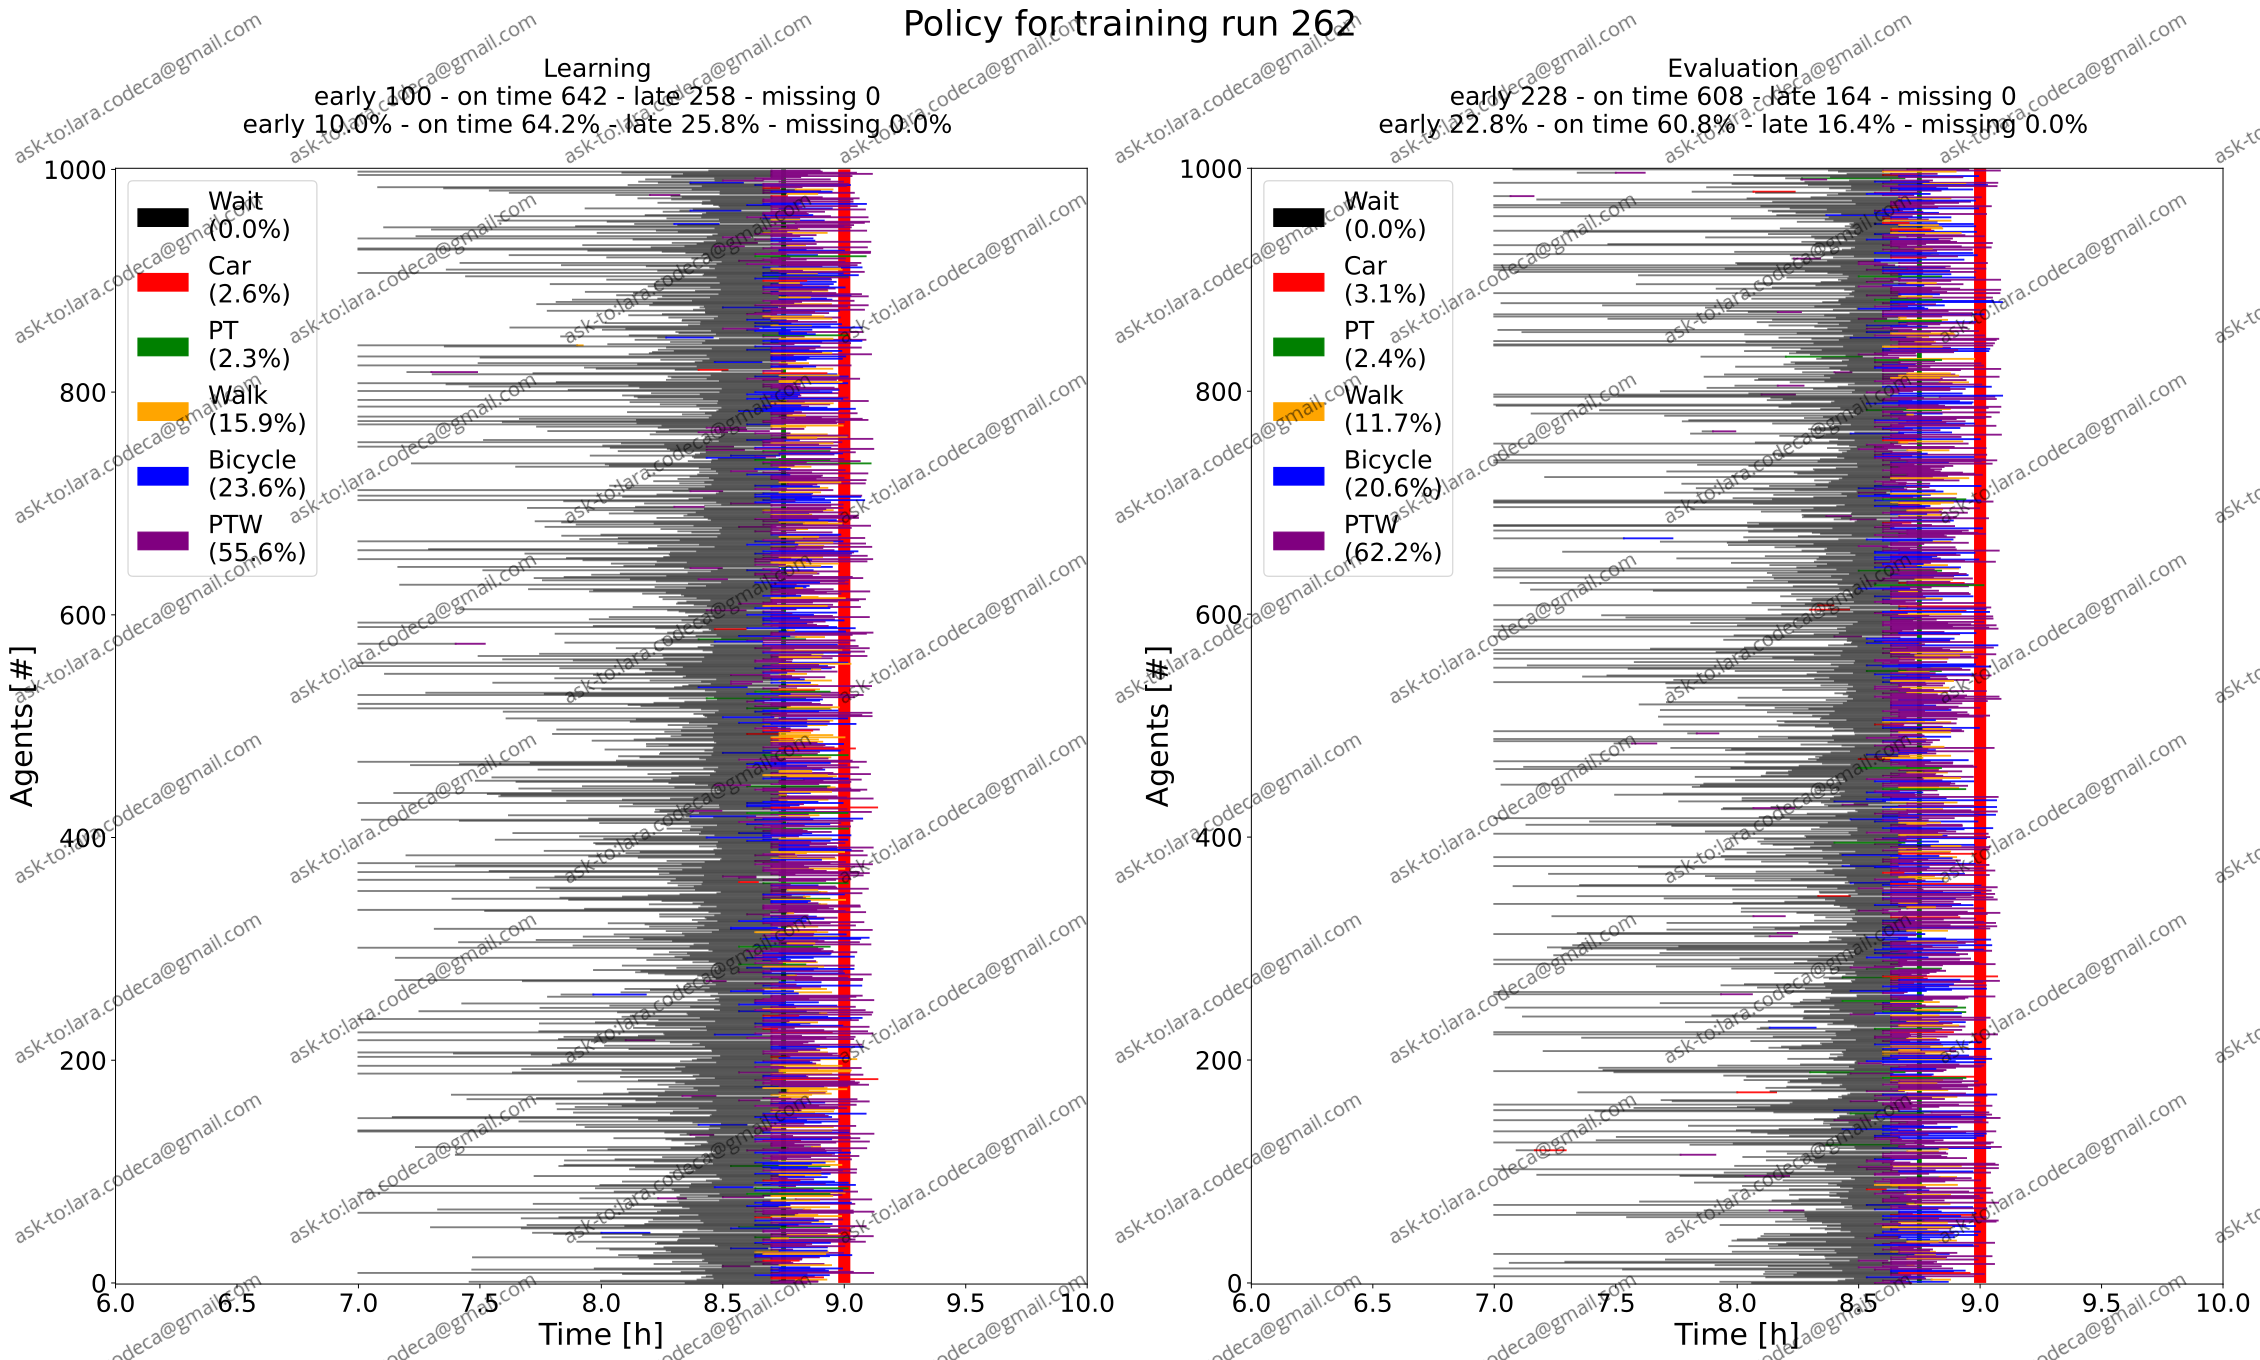 Policy for training run 262
Learning
early 100 - on time 642 - late 258 - missing 0
early 10.0% - on time 64.2% - late 25.8% - missing 0.0%
1000
800
600
400
200
0
Agents [#]
Wait
(0.0%)
Car
(2.6%)
PT
(2.3%)
Walk
(15.9%)
Bicycle
(23.6%)
PTW
(55.6%)
6.0 6.5 7.0 7.5 8.0 8.5 9.0 9.5 10.0
Time [h]
Evaluation
early 228 - on time 608 - late 164 - missing 0
early 22.8% - on time 60.8% - late 16.4% - missing 0.0%
1000
800
600
400
200
0
Agents [#]
Wait
(0.0%)
Car
(3.1%)
PT
(2.4%)
Walk
(11.7%)
Bicycle
(20.6%)
PTW
(62.2%)
6.0 6.5 7.0 7.5 8.0 8.5 9.0 9.5 10.0
Time [h]
ask-to:lara.codeca@gmail.com